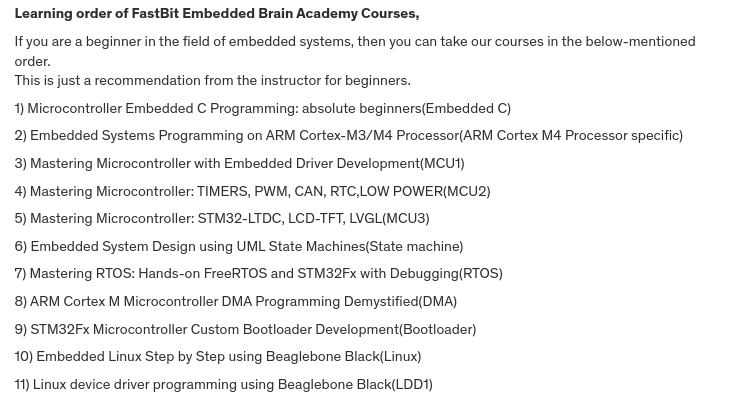 Learning order of FastBit Embedded Brain Academy Courses,
If you are a beginner in the field of embedded systems, then you can take our courses in the below-mentioned
order.
This is just a recommendation from the instructor for beginners.
1) Microcontroller Embedded C Programming: absolute beginners(Embedded C)
2) Embedded Systems Programming on ARM Cortex-M3/M4 Processor(ARM Cortex M4 Processor specific)
3) Mastering Microcontroller with Embedded Driver Development(MCU1)
4) Mastering Microcontroller: TIMERS, PWM, CAN, RTC,LOW POWER(MCU2)
5) Mastering Microcontroller: STM32-LTDC, LCD-TFT, LVGL(MCU3)
6) Embedded System Design using UML State Machines(State machine)
7) Mastering RTOS: Hands-on FreeRTOS and STM32Fx with Debugging(RTOS)
8) ARM Cortex M Microcontroller DMA Programming Demystified(DMA)
9) STM32Fx Microcontroller Custom Bootloader Development(Bootloader)
10) Embedded Linux Step by Step using Beaglebone Black(Linux)
11) Linux device driver programming using Beaglebone Black(LDD1)